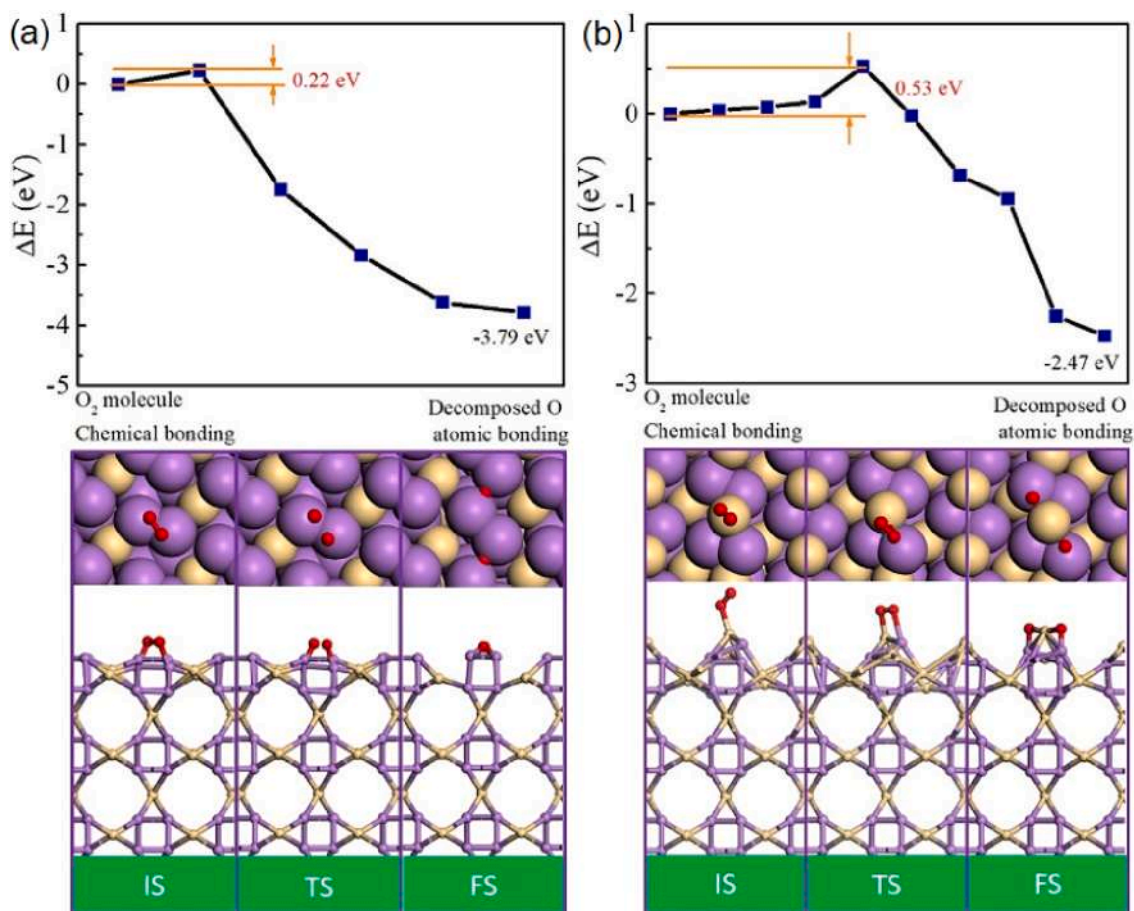 (a)
1
0
-1
-2
-3
-4
-5
ΔE (eV)
0.22 eV
-3.79 eV
O₂ molecule
Chemical bonding
Decomposed O
atomic bonding
IS
TS
FS
(b)
1
0
-1
-2
-3
ΔE (eV)
0.53 eV
-2.47 eV
O₂ molecule
Chemical bonding
Decomposed O
atomic bonding
IS
TS
FS